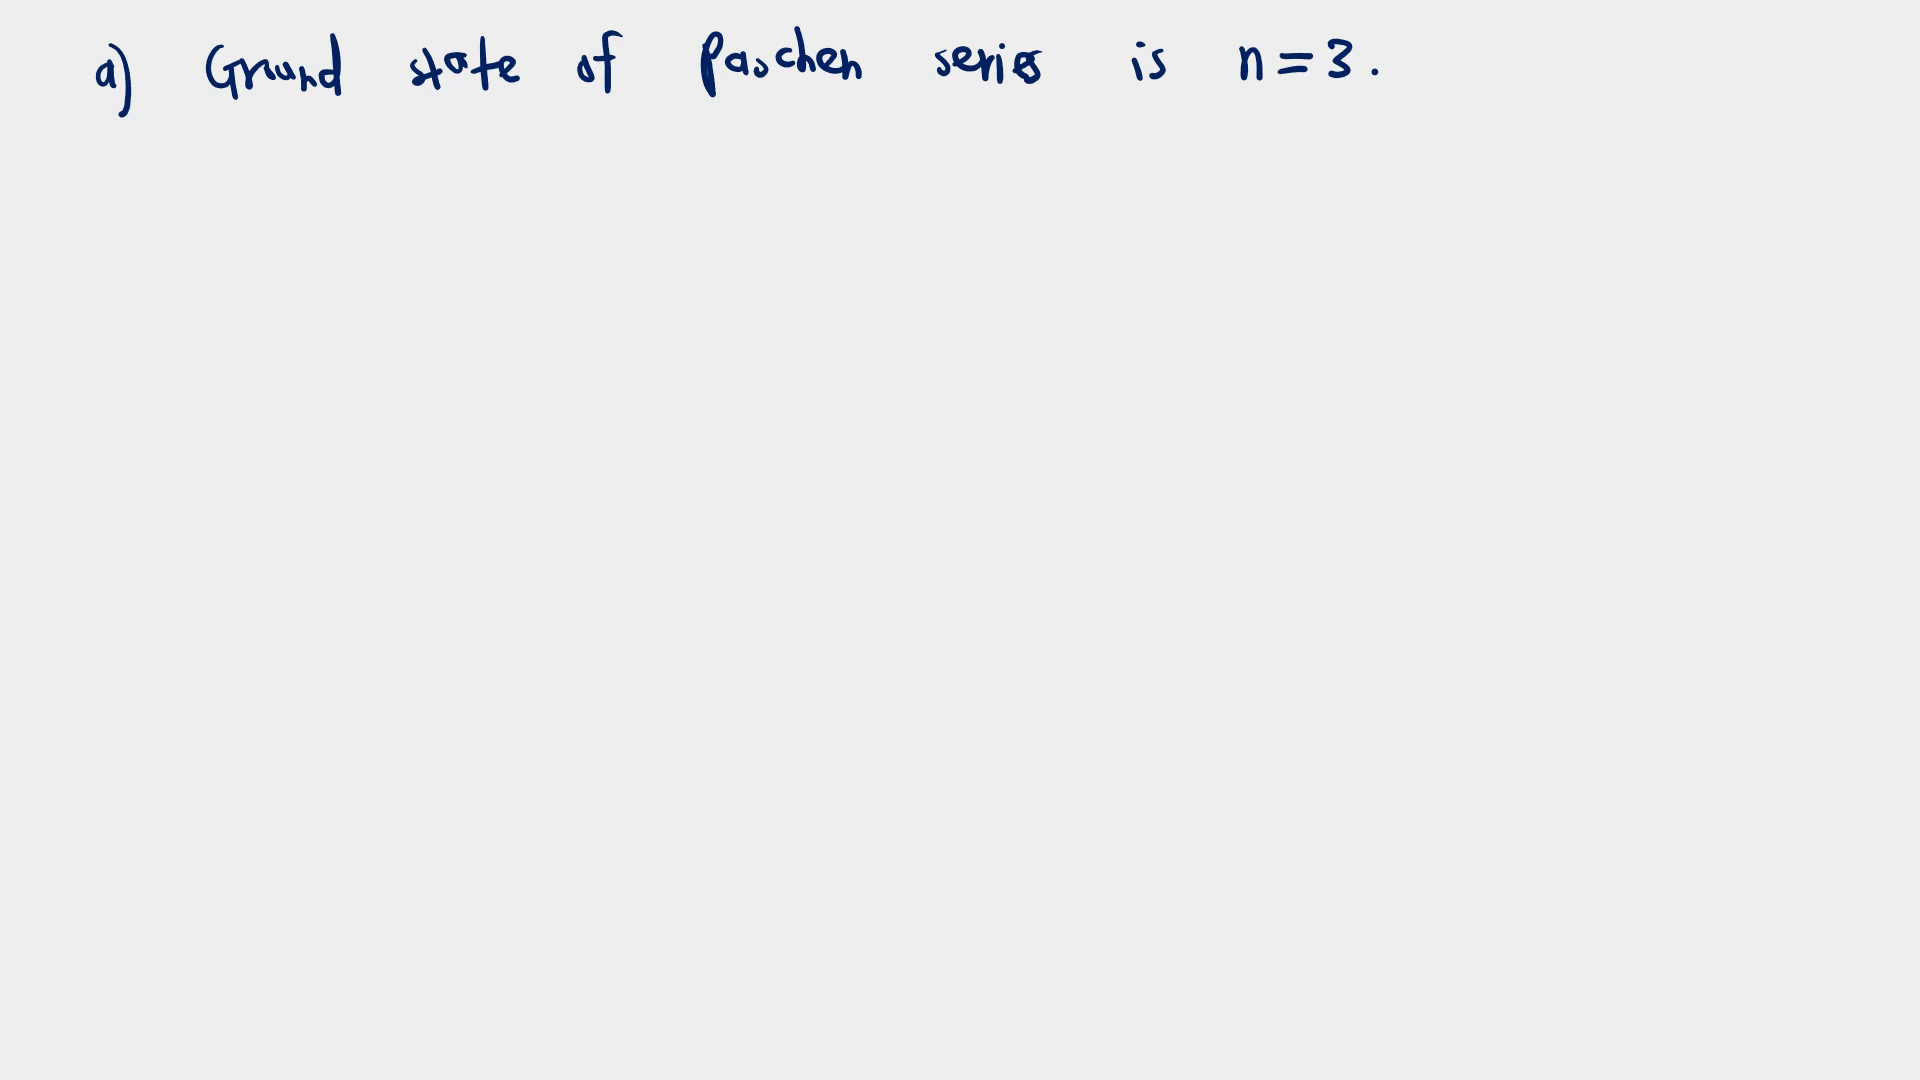 a) Ground state of Paschen series is n=3.